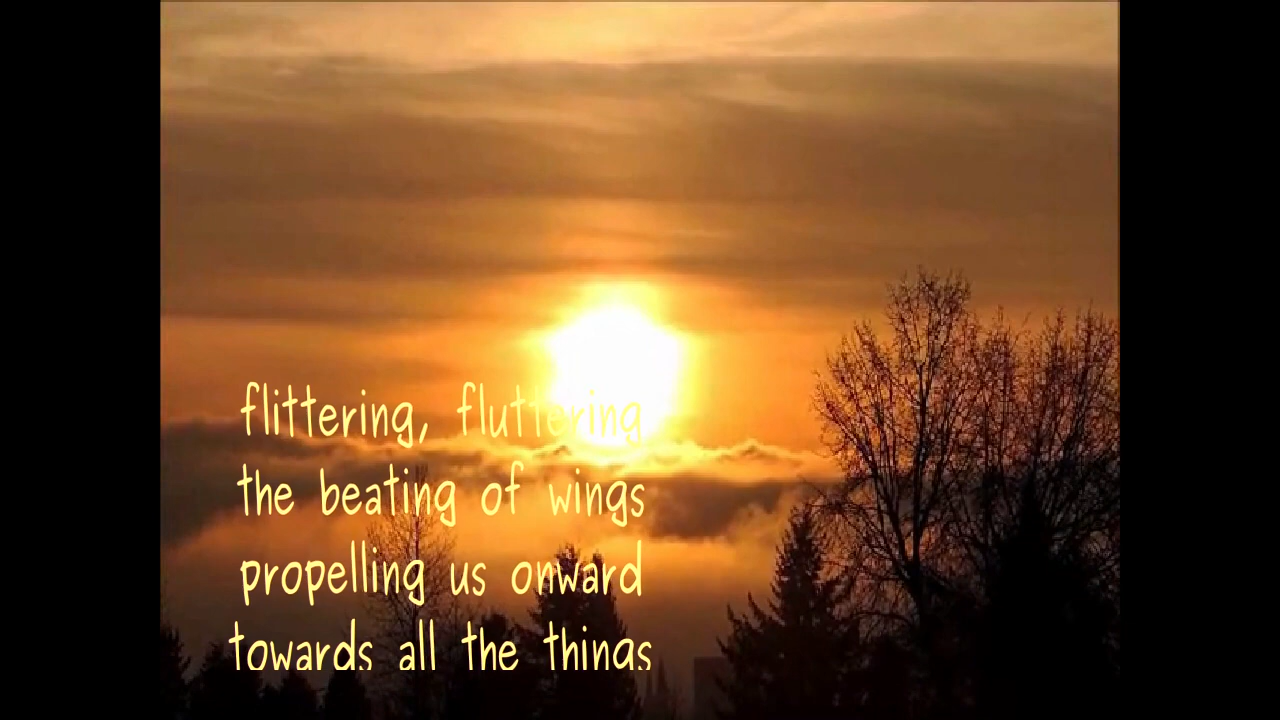 flittering, fluttering
the beating of wings
propelling us onward
towards all the things